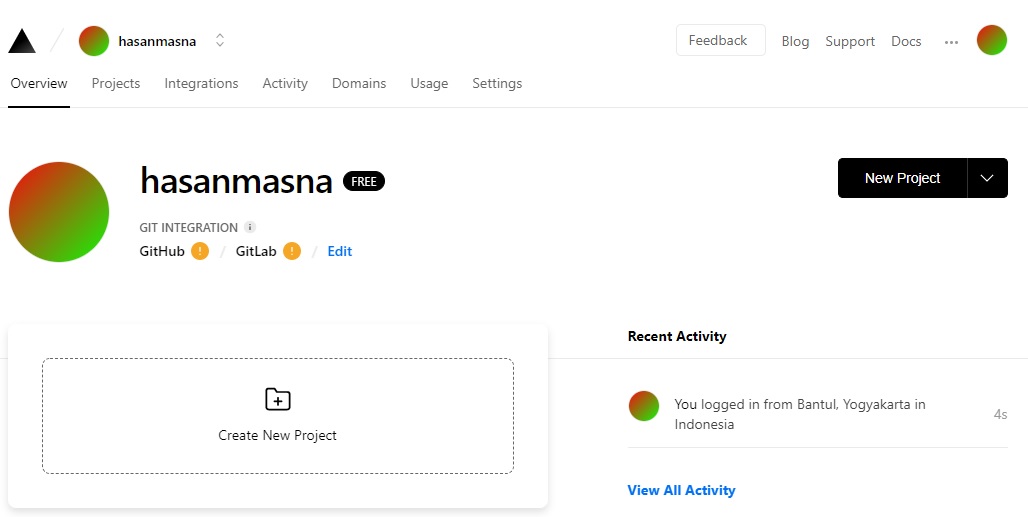 hasanmasna
Feedback Blog Support Docs ...
Overview Projects Integrations Activity Domains Usage Settings
hasanmasna FREE
New Project
GIT INTEGRATION i
GitHub ! / GitLab ! / Edit
Create New Project
Recent Activity
You logged in from Bantul, Yogyakarta in
Indonesia
4s
View All Activity